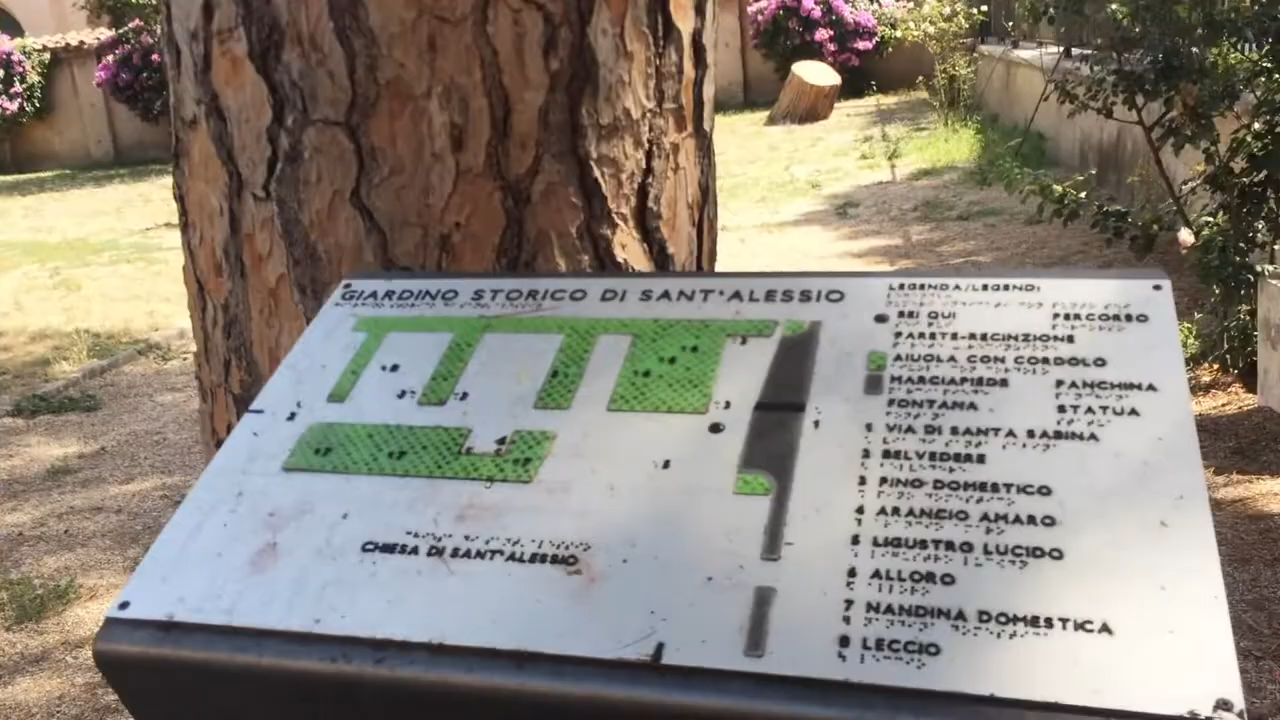 GIARDINO STORICO DI SANT'ALESSIO
CHIESA DI SANT'ALESSIO
LEGENDA/LEGEND:
SEI QUI PERCORSO
PARETE-RECINZIONE
AIUOLA CON CORDOLO
MARCIAPIEDE PANCHINA
FONTANA STATUA
1 VIA DI SANTA SABINA
2 BELVEDERE
3 PINO DOMESTICO
4 ARANCIO AMARO
5 LIGUSTRO LUCIDO
6 ALLORO
7 NANDINA DOMESTICA
8 LECCIO